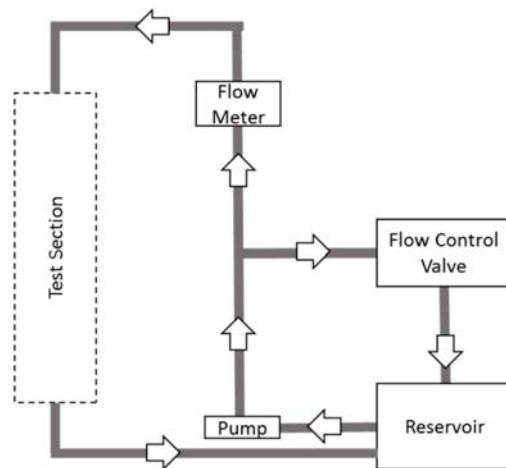 Flow
Meter
Test Section
Flow Control
Valve
Pump
Reservoir